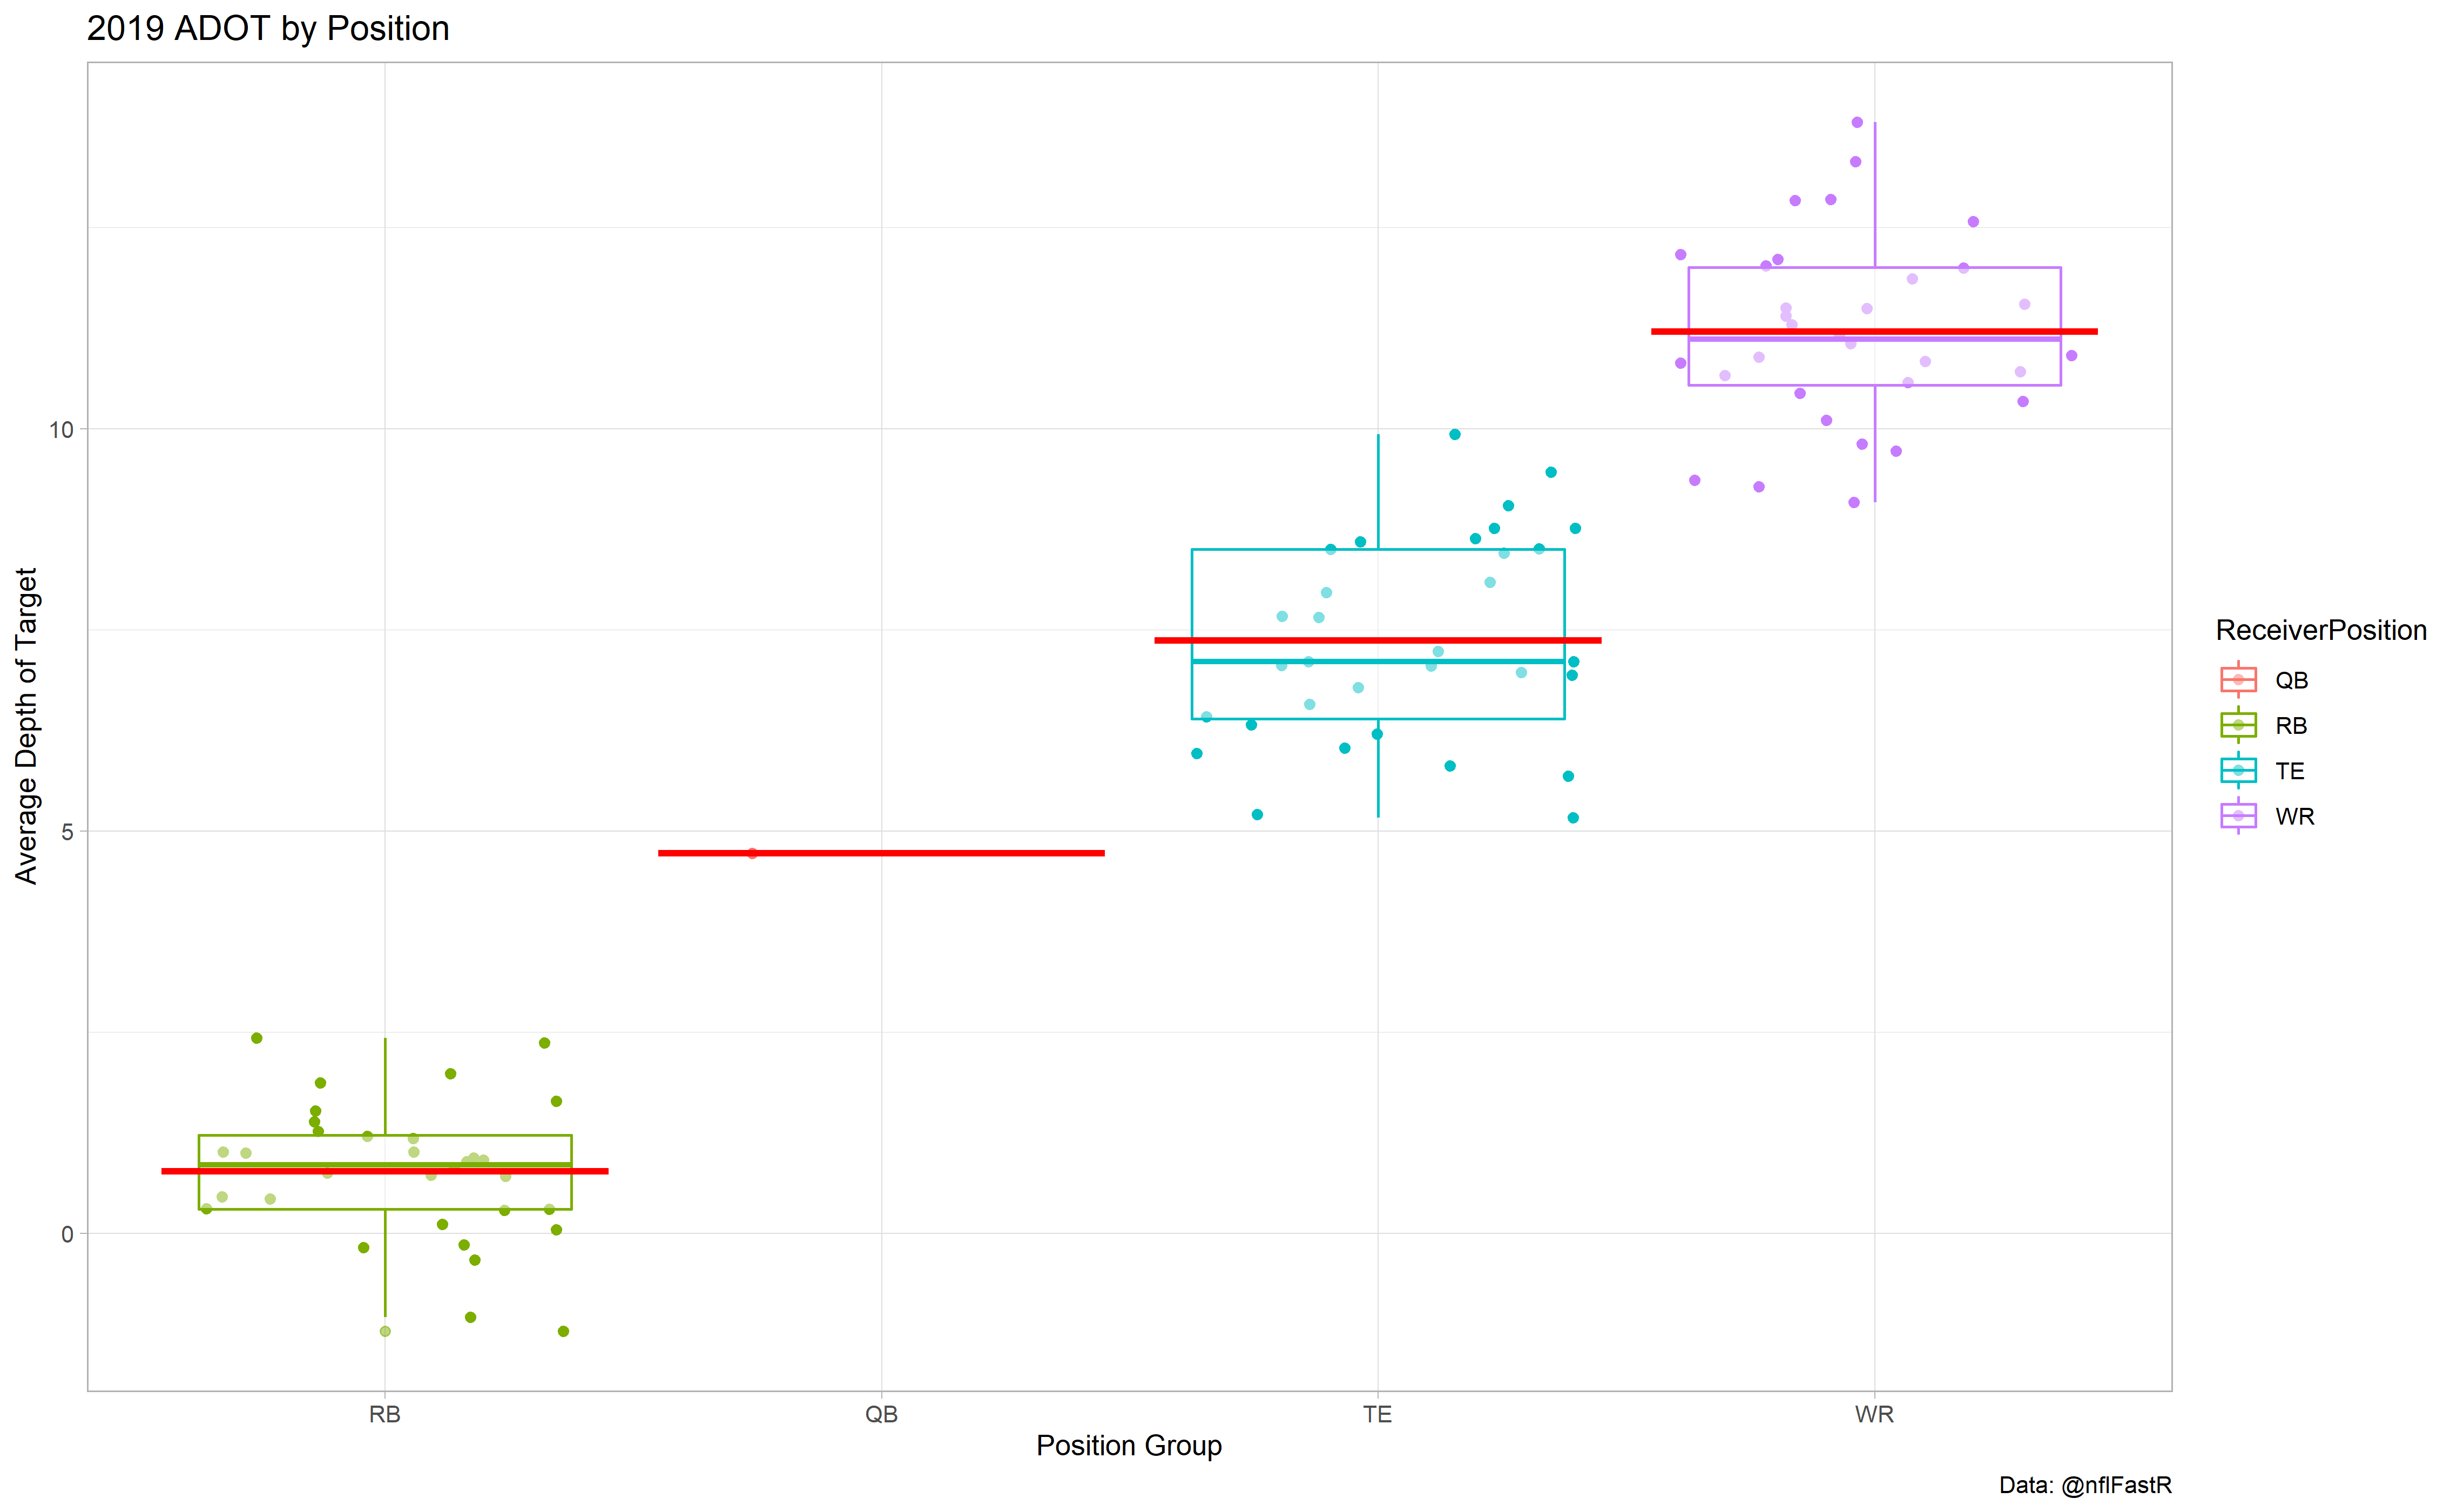 2019 ADOT by Position
Average Depth of Target
10
5
0
RB
QB
TE
WR
Position Group
ReceiverPosition
QB
RB
TE
WR
Data: @nflFastR